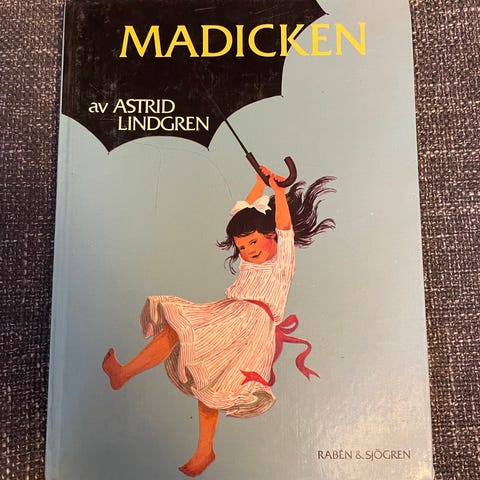 MADICKEN
av ASTRID
LINDGREN
RABÉN & SJÖGREN